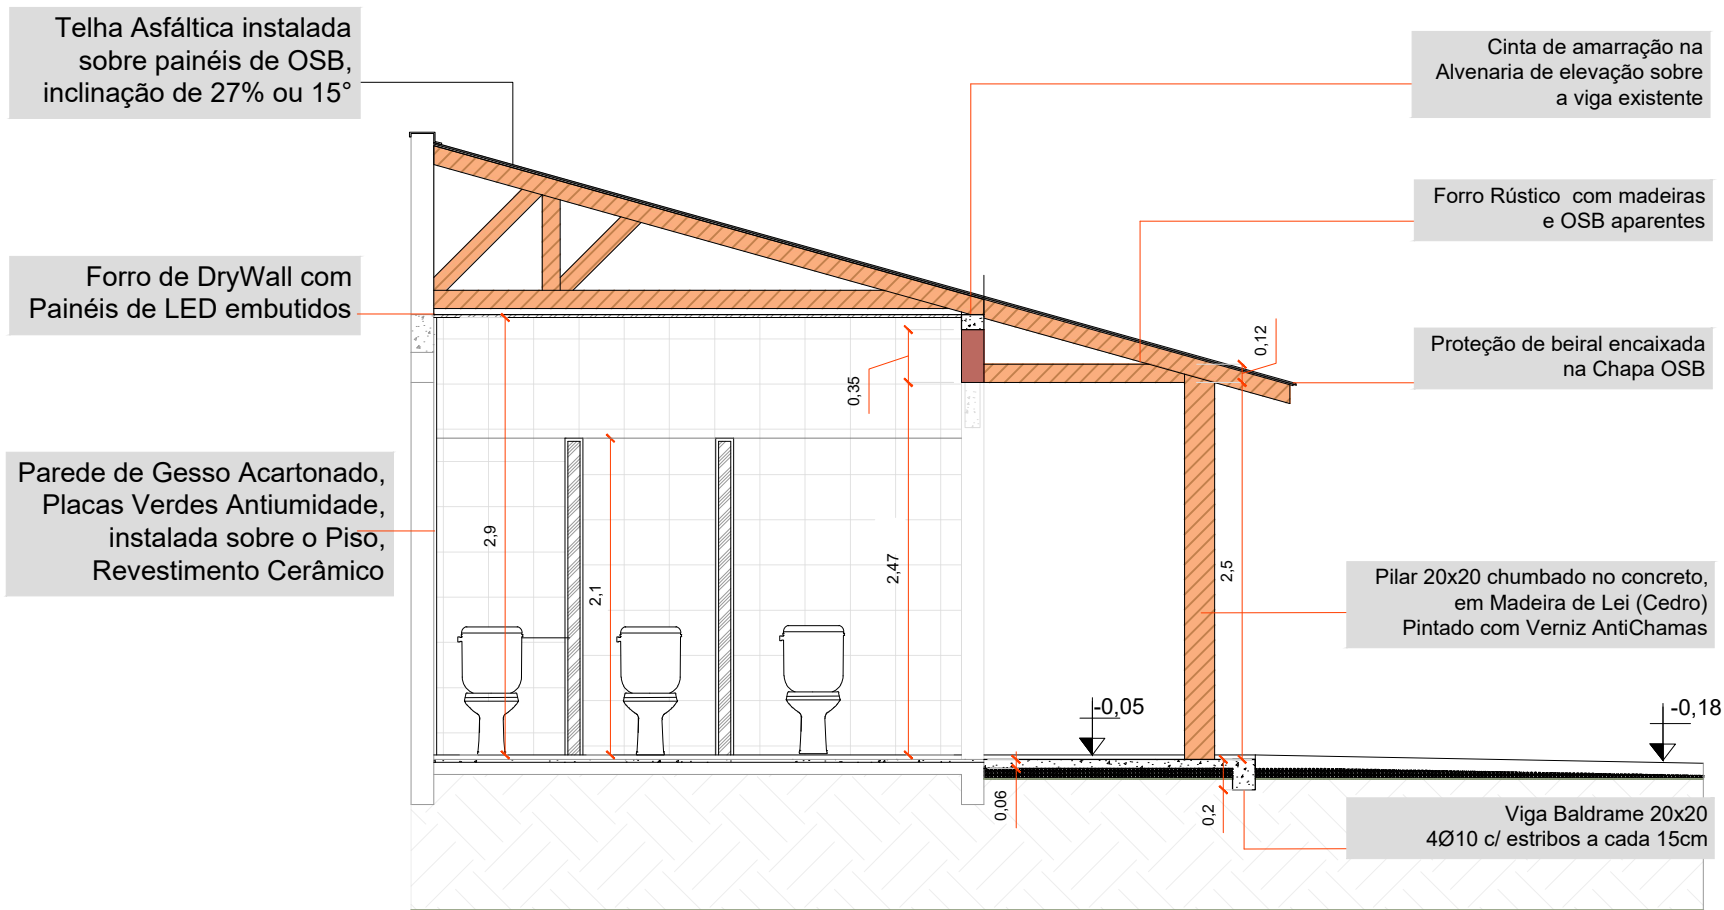 Telha Asfáltica instalada
sobre painéis de OSB,
inclinação de 27% ou 15°
Cinta de amarração na
Alvenaria de elevação sobre
a viga existente
Forro Rústico com madeiras
e OSB aparentes
Forro de DryWall com
Painéis de LED embutidos
Proteção de beiral encaixada
na Chapa OSB
0,12
0,35
Parede de Gesso Acartonado,
Placas Verdes Antiumidade,
instalada sobre o Piso,
Revestimento Cerâmico
2,9
2,1
2,47
2,5
Pilar 20x20 chumbado no concreto,
em Madeira de Lei (Cedro)
Pintado com Verniz AntiChamas
-0,05
-0,18
0,06
0,2
Viga Baldrame 20x20
4Ø10 c/ estribos a cada 15cm